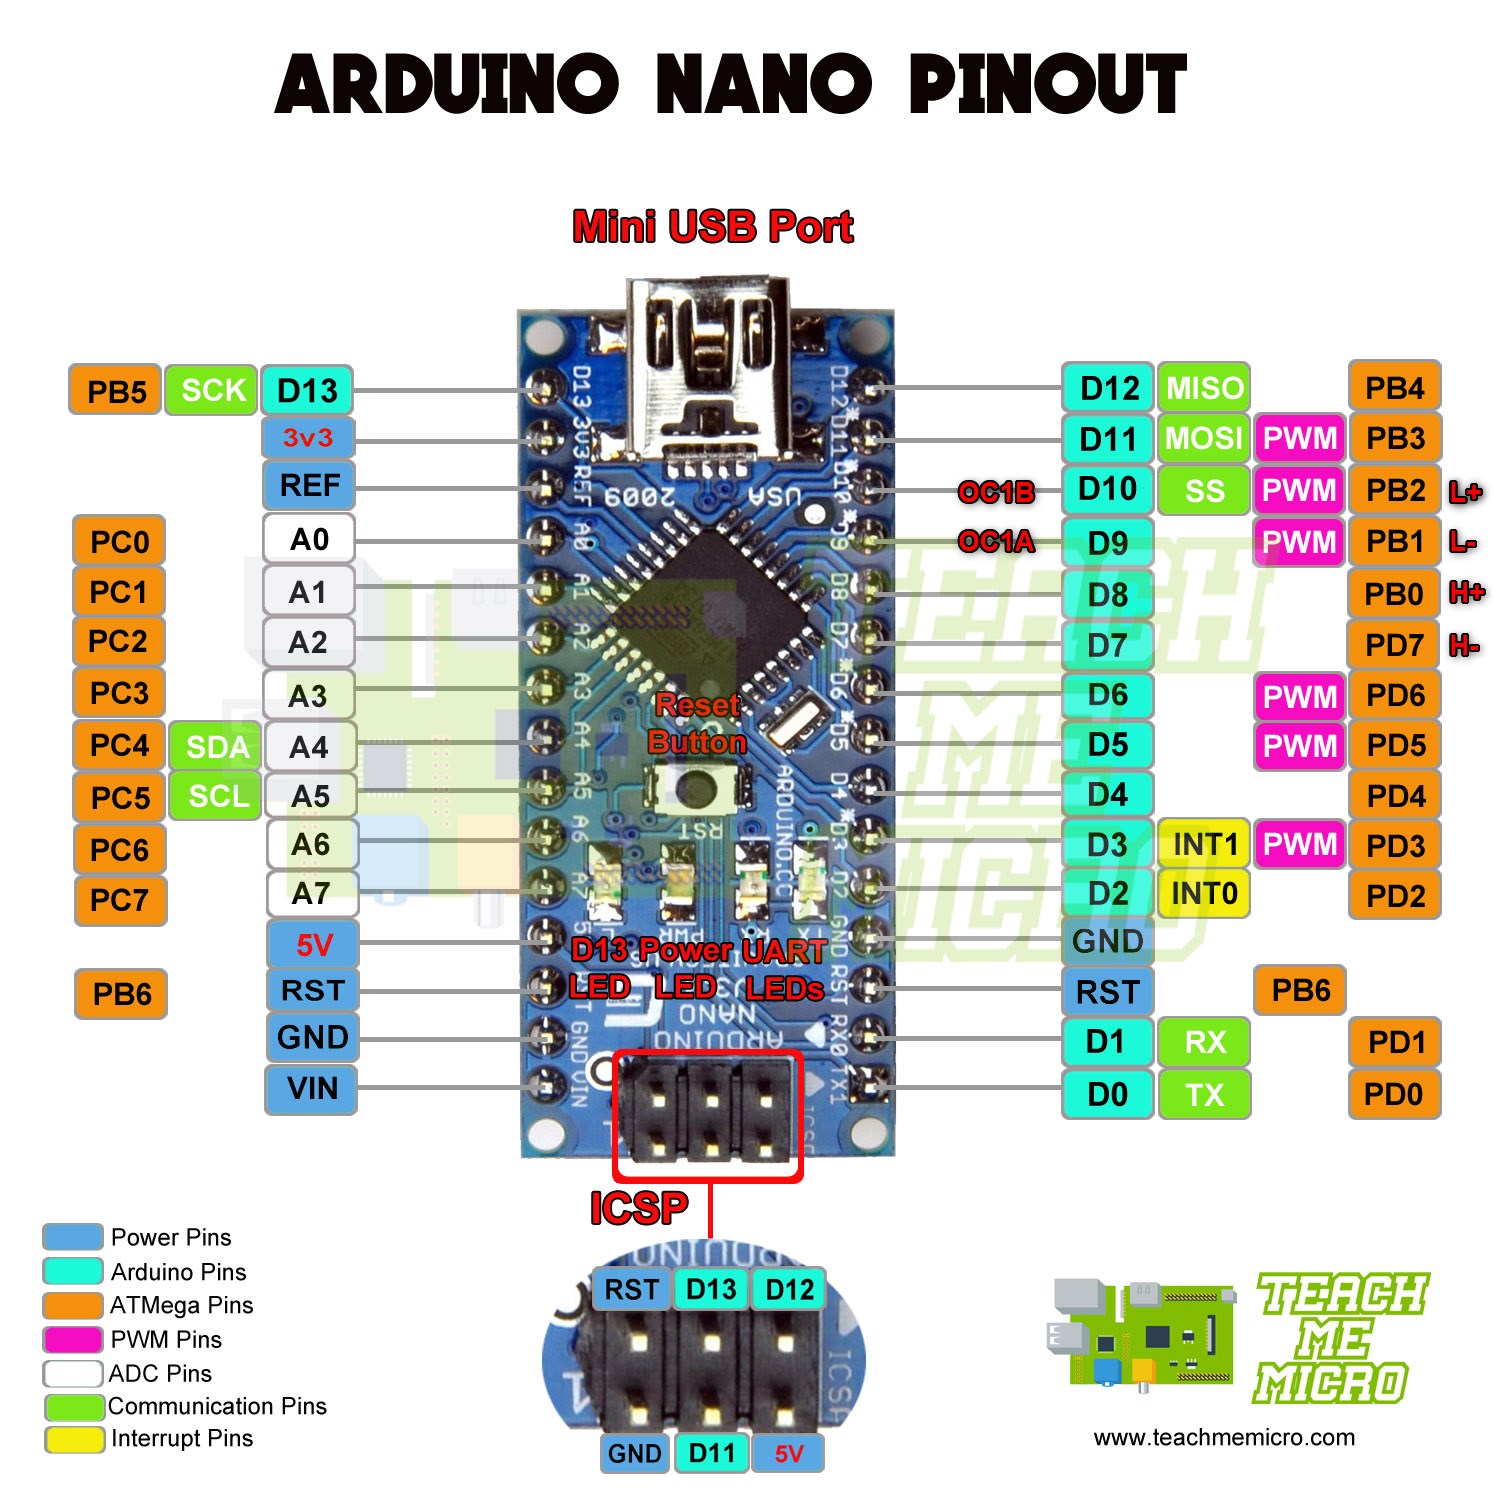 ARDUINO NANO PINOUT
Mini USB Port
PB5 SCK D13
3v3
REF
PC0 A0
PC1 A1
PC2 A2
PC3 A3
PC4 SDA A4
PC5 SCL A5
PC6 A6
PC7 A7
5V
PB6 RST
GND
VIN
D13
3V3
REF
A0
A1
A2
A3
A4
A5
A6
A7
GND
VIN
2009
USA
Reset
Button
RST
ARDUINO.CC
D13 Power UART
LED LED LEDs
NANO
ARDUINO
D12
D11
D10
D9
D8
D7
D6
D5
D4
D3
D2
GND
RST
RX0
TX1
D12 MISO PB4
D11 MOSI PWM PB3
OC1B D10 SS PWM PB2 L+
OC1A D9 PWM PB1 L-
D8 PB0 H+
D7 PD7 H-
D6 PWM PD6
D5 PWM PD5
D4 PD4
D3 INT1 PWM PD3
D2 INT0 PD2
GND
RST PB6
D1 RX PD1
D0 TX PD0
TEACH
ME
MICRO
ICSP
RST D13 D12
ICSP
GND D11 5V
Power Pins
Arduino Pins
ATMega Pins
PWM Pins
ADC Pins
Communication Pins
Interrupt Pins
TEACH
ME
MICRO
www.teachmemicro.com